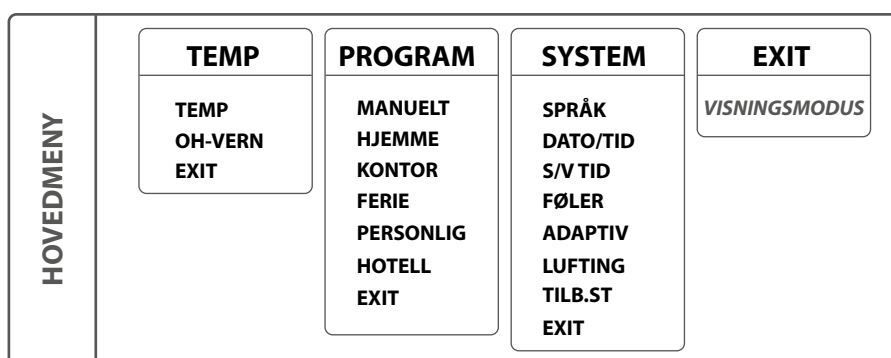 HOVEDMENY
TEMP
TEMP
OH-VERN
EXIT
PROGRAM
MANUELT
HJEMME
KONTOR
FERIE
PERSONLIG
HOTELL
EXIT
SYSTEM
SPRÅK
DATO/TID
S/V TID
FØLER
ADAPTIV
LUFTING
TILB.ST
EXIT
EXIT
VISNINGSMODUS